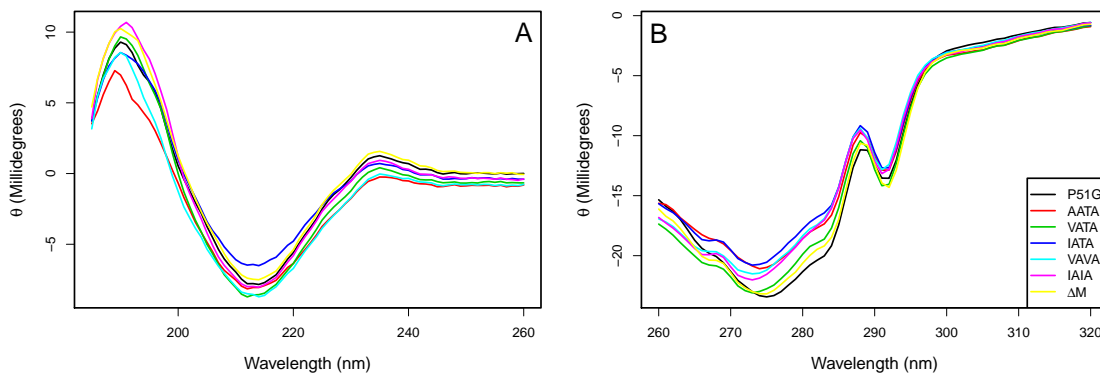 A
θ (Millidegrees)
10
5
0
−5
200
220
240
260
Wavelength (nm)
B
θ (Millidegrees)
0
−5
−10
−15
−20
260
270
280
290
300
310
320
Wavelength (nm)
P51G
AATA
VATA
IATA
VAVA
IAIA
ΔM